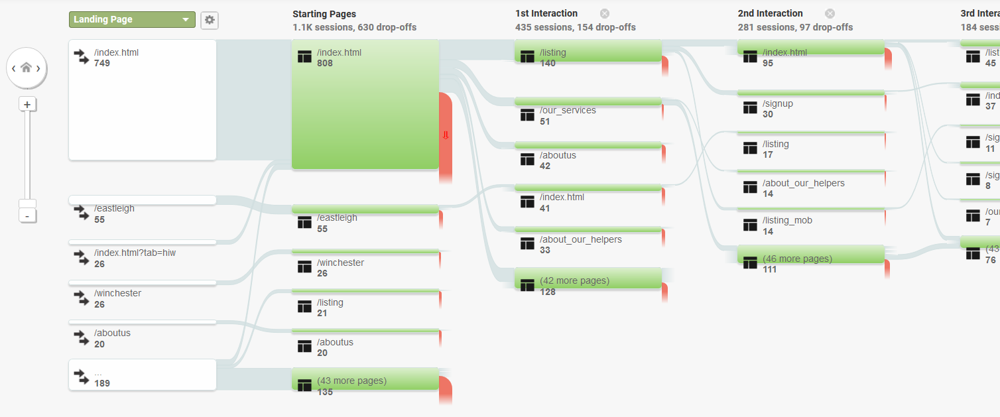 Landing Page
/index.html
749
/eastleigh
55
/index.html?tab=hiw
26
/winchester
26
/aboutus
20
...
189
+
-
Starting Pages
1.1K sessions, 630 drop-offs
/index.html
808
/eastleigh
55
/winchester
26
/listing
21
/aboutus
20
(43 more pages)
135
1st Interaction
435 sessions, 154 drop-offs
/listing
140
/our_services
51
/aboutus
42
/index.html
41
/about_our_helpers
33
(42 more pages)
128
2nd Interaction
281 sessions, 97 drop-offs
/index.html
95
/signup
30
/listing
17
/about_our_helpers
14
/listing_mob
14
(46 more pages)
111
3rd Intera
184 sessi
/list
45
/ind
37
/sig
11
/sig
8
/our
7
(43
76